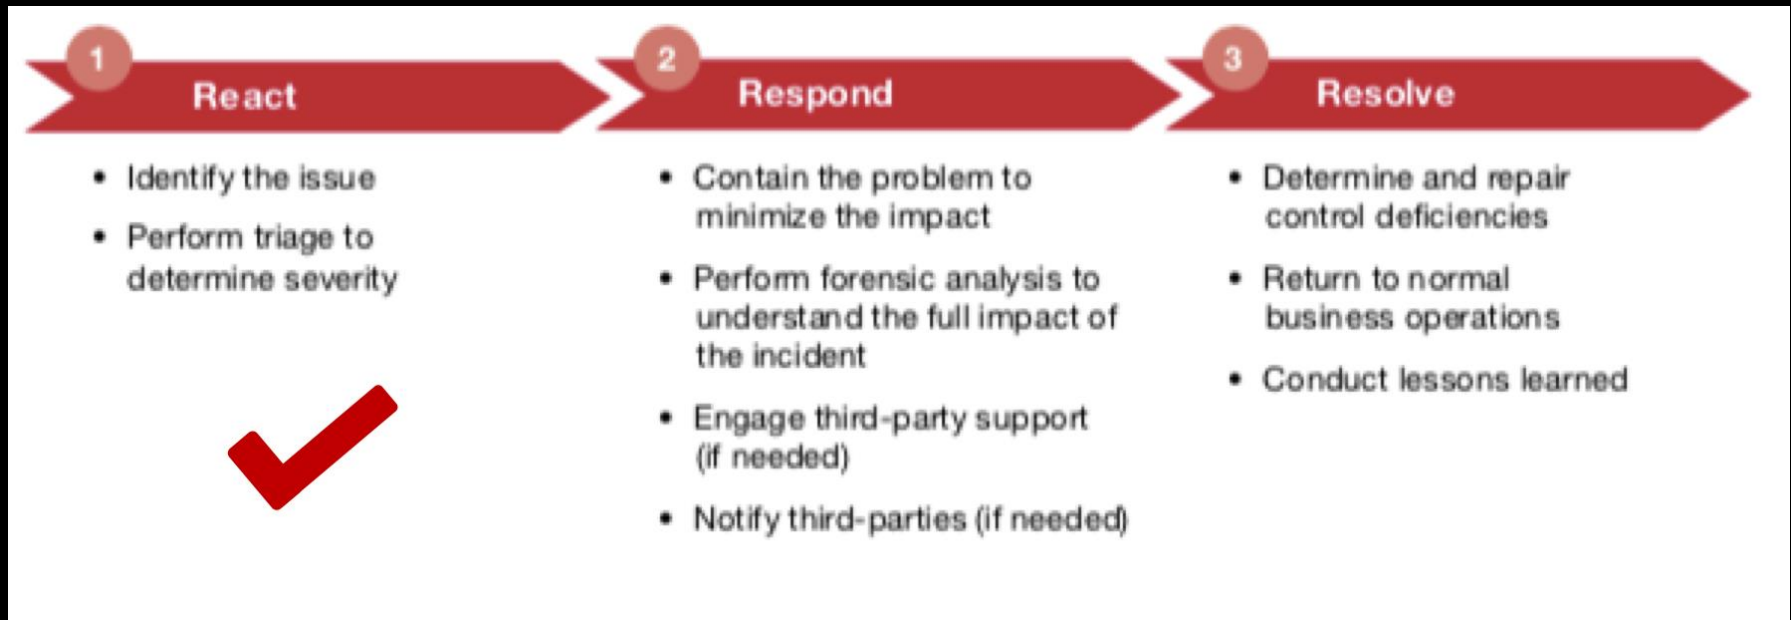 1
React
• Identify the issue
• Perform triage to
determine severity
2
Respond
• Contain the problem to
minimize the impact
• Perform forensic analysis to
understand the full impact of
the incident
• Engage third-party support
(if needed)
• Notify third-parties (if needed)
3
Resolve
• Determine and repair
control deficiencies
• Return to normal
business operations
• Conduct lessons learned